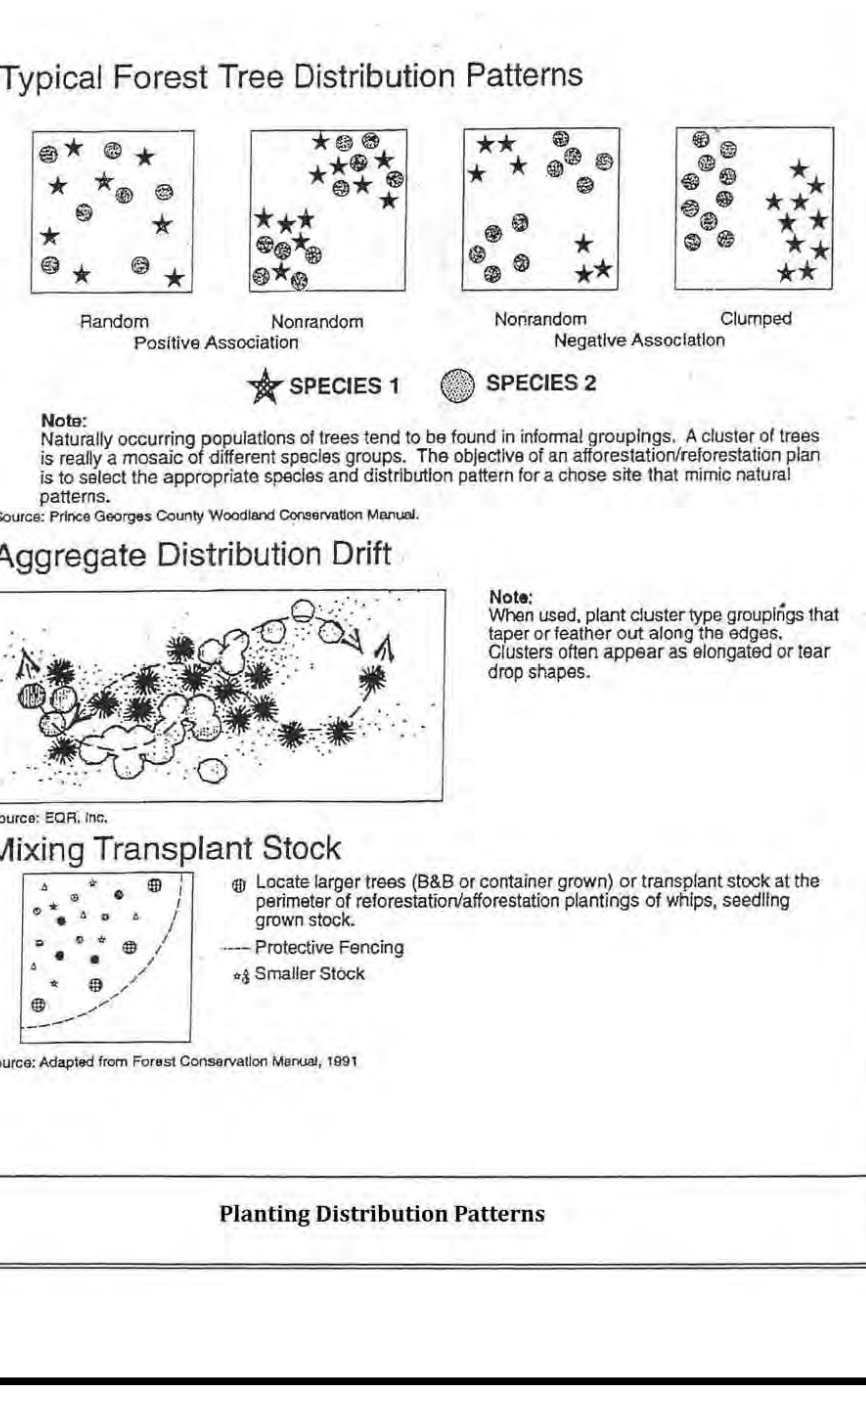 Typical Forest Tree Distribution Patterns
Random
Nonrandom
Nonrandom
Clumped
Positive Association
Negative Association
SPECIES 1
SPECIES 2
Note:
Naturally occurring populations of trees tend to be found in informal groupings. A cluster of trees
is really a mosaic of different species groups. The objective of an afforestation/reforestation plan
is to select the appropriate species and distribution pattern for a chose site that mimic natural
patterns.
ource: Prince Georges County Woodland Conservation Manual.
Aggregate Distribution Drift
Note:
When used, plant cluster type groupings that
taper or feather out along the edges.
Clusters often appear as elongated or tear
drop shapes.
ource: EQR, Inc.
Mixing Transplant Stock
Locate larger trees (B&B or container grown) or transplant stock at the
perimeter of reforestation/afforestation plantings of whips, seedling
grown stock.
Protective Fencing
Smaller Stock
urce: Adapted from Forest Conservation Manual, 1991
Planting Distribution Patterns